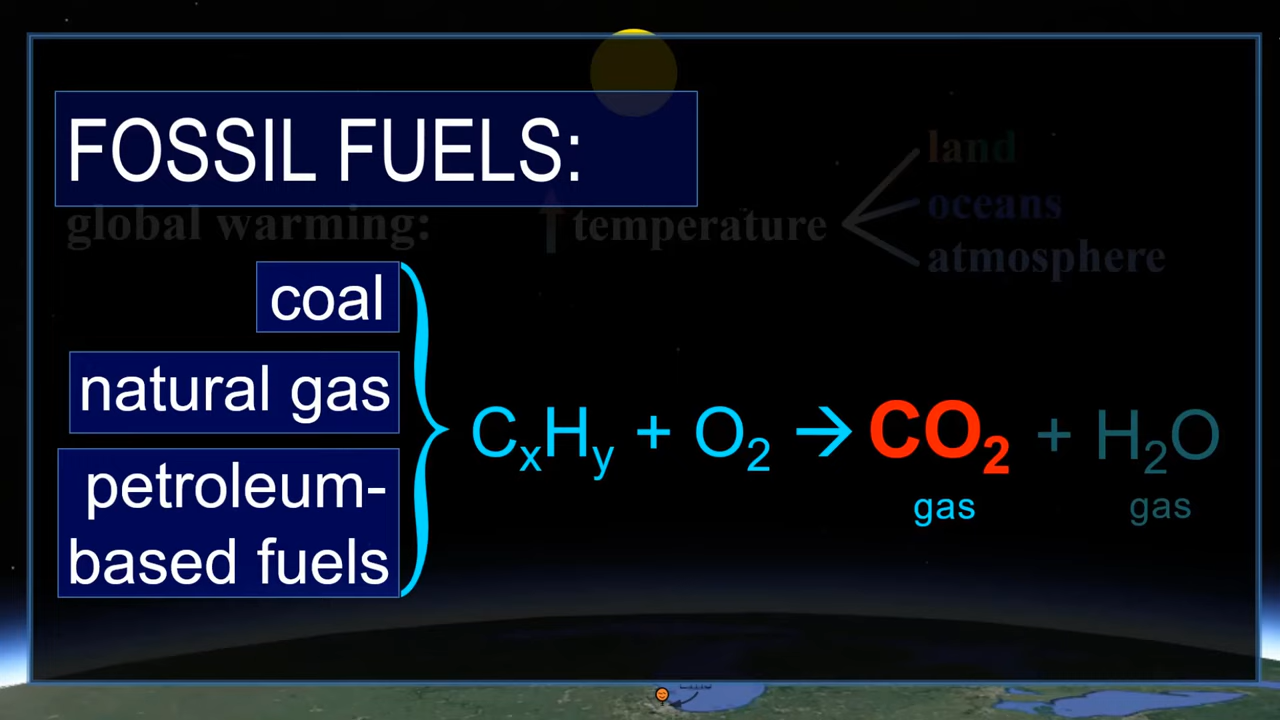 FOSSIL FUELS:
land
oceans
global warming: ↑ temperature
atmosphere
coal
natural gas
petroleum-
based fuels
CₓHᵧ + O₂ → CO₂ + H₂O
gas gas